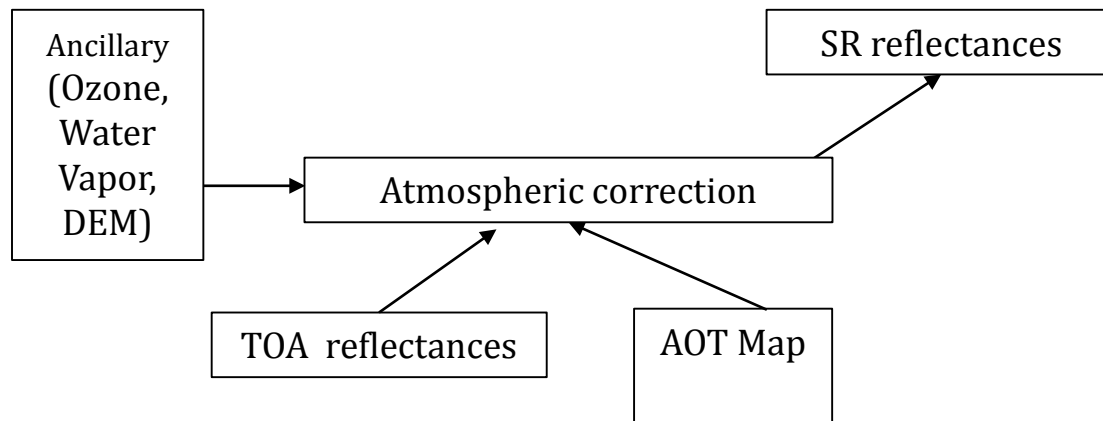 Ancillary
(Ozone,
Water
Vapor,
DEM)
SR reflectances
Atmospheric correction
TOA  reflectances
AOT Map